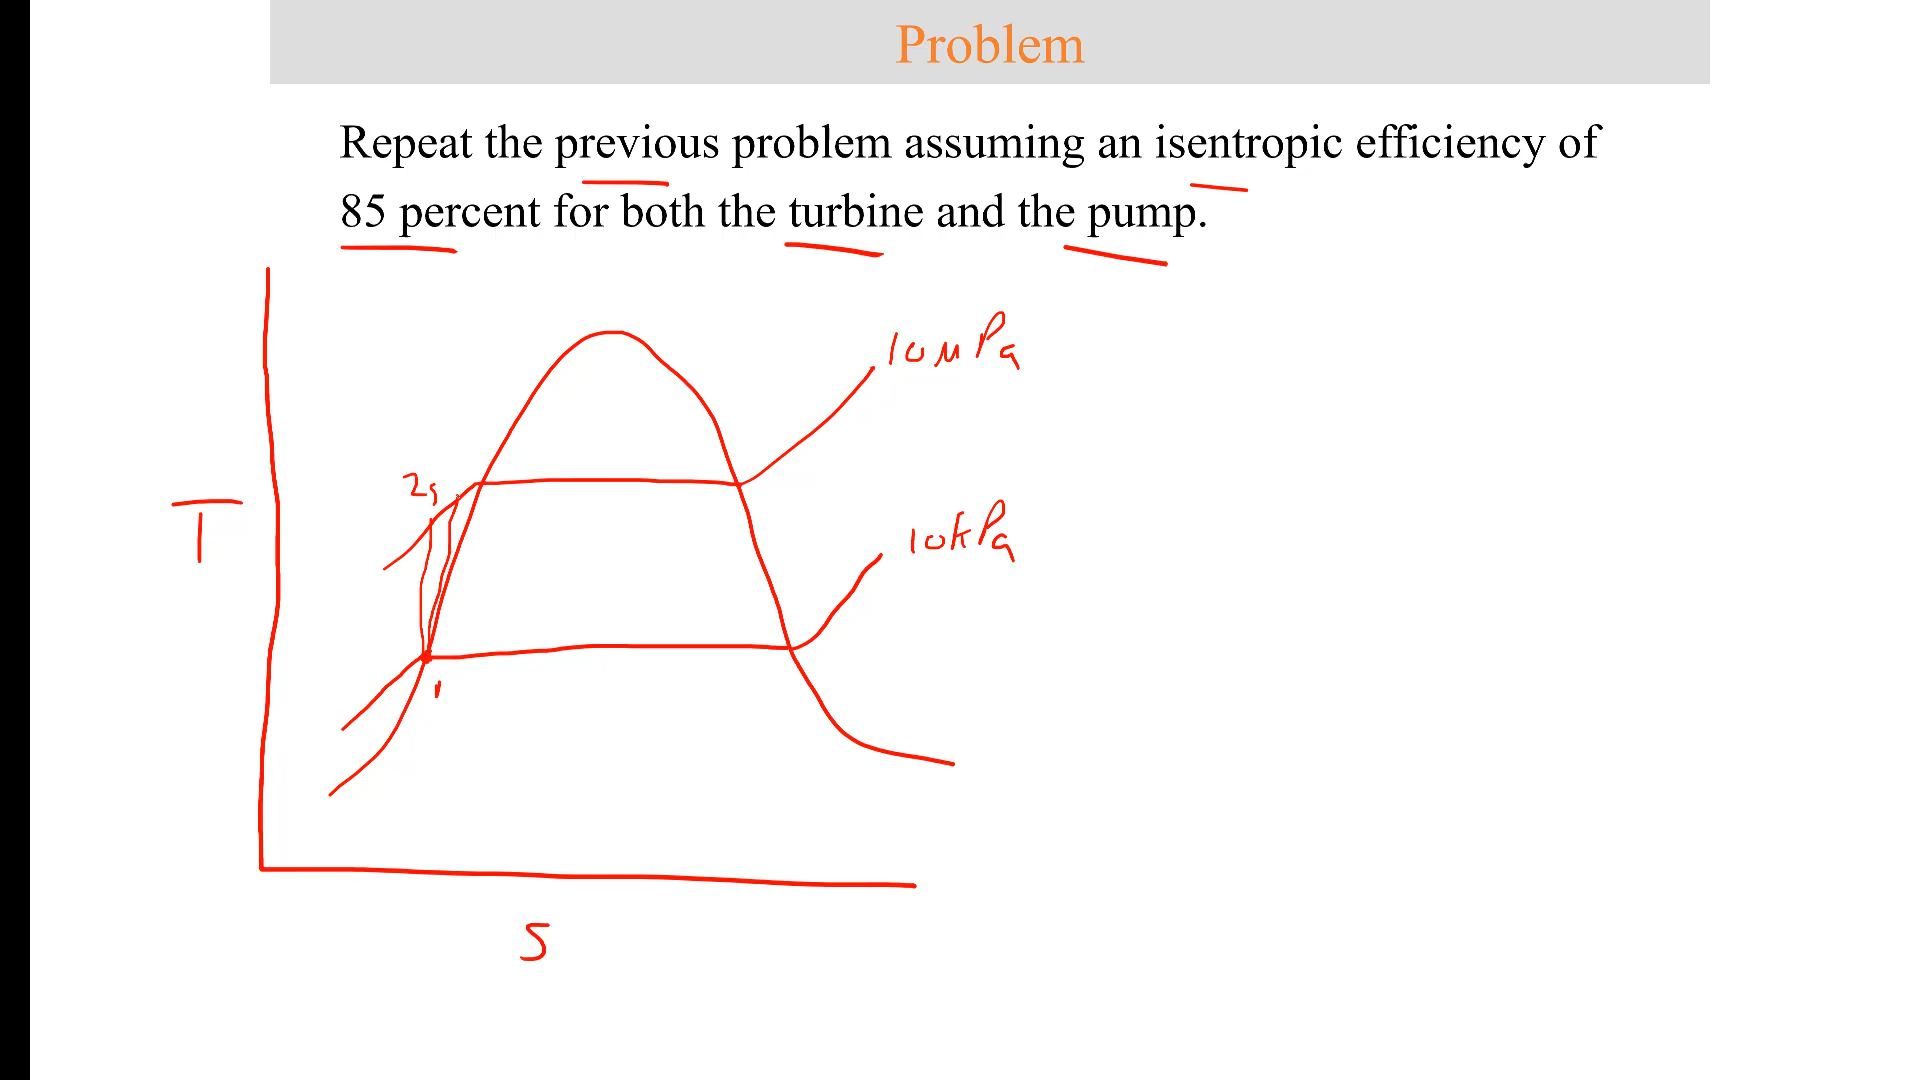 Problem
Repeat the previous problem assuming an isentropic efficiency of
85 percent for both the turbine and the pump.
10 MPa
2s
T
10kPa
1
S